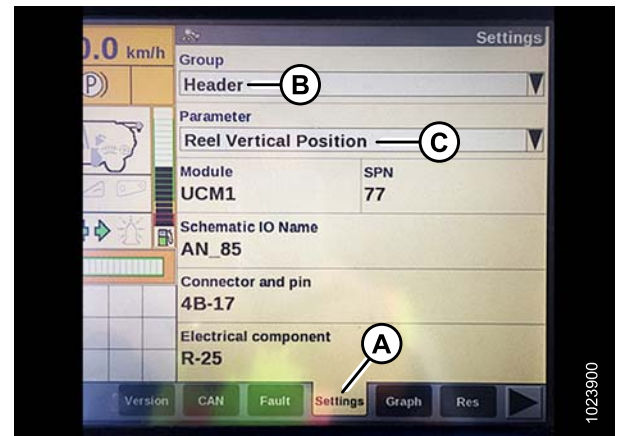 0.0 km/h
Settings
Group
Header
B
(P)
Parameter
Reel Vertical Position
C
Module SPN
UCM1 77
Schematic IO Name
AN_85
Connector and pin
4B-17
Electrical component
R-25
A
Version CAN Fault Settings Graph Res
1023900